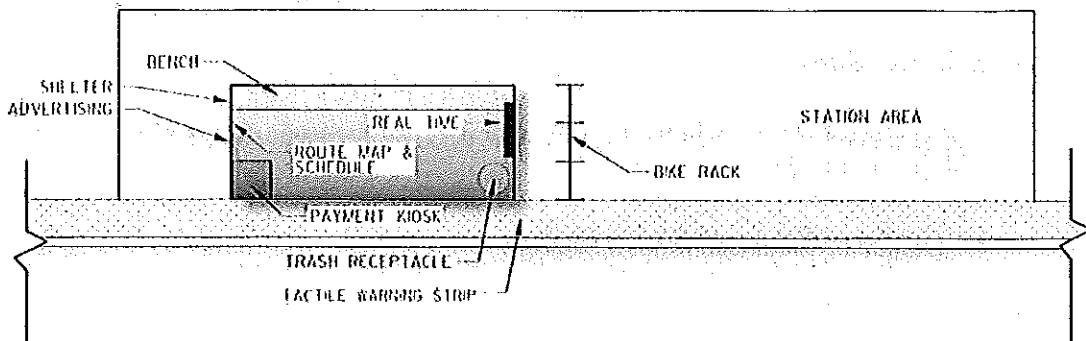 BENCH
SHELTER
ADVERTISING
REAL TIME
STATION AREA
ROUTE MAP &
SCHEDULE
BIKE RACK
PAYMENT KIOSK
TRASH RECEPTACLE
TACTILE WARNING STRIP